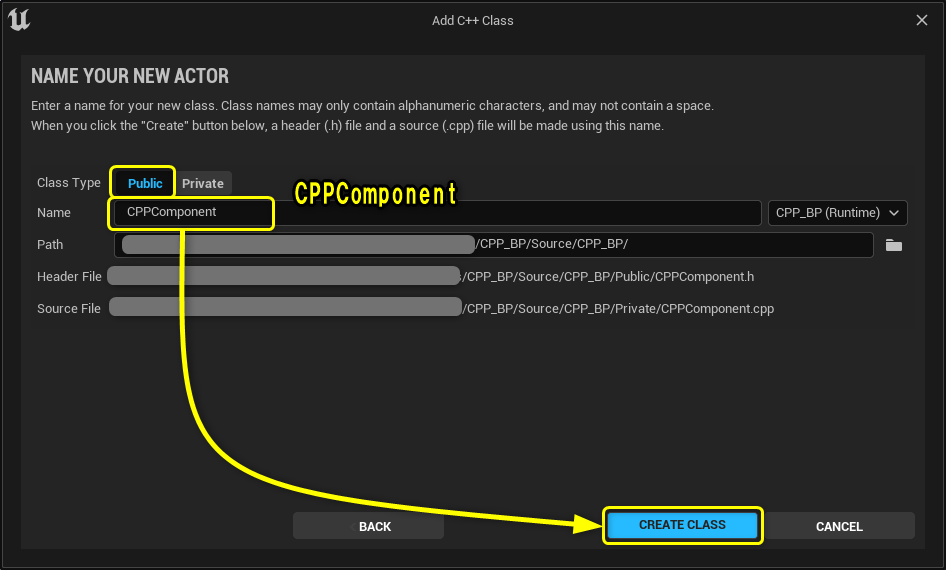 Add C++ Class
NAME YOUR NEW ACTOR
Enter a name for your new class. Class names may only contain alphanumeric characters, and may not contain a space.
When you click the "Create" button below, a header (.h) file and a source (.cpp) file will be made using this name.
Class Type Public Private CPPComponent
Name CPPComponent CPP_BP (Runtime)
Path /CPP_BP/Source/CPP_BP/
Header File /CPP_BP/Source/CPP_BP/Public/CPPComponent.h
Source File /CPP_BP/Source/CPP_BP/Private/CPPComponent.cpp
BACK CREATE CLASS CANCEL